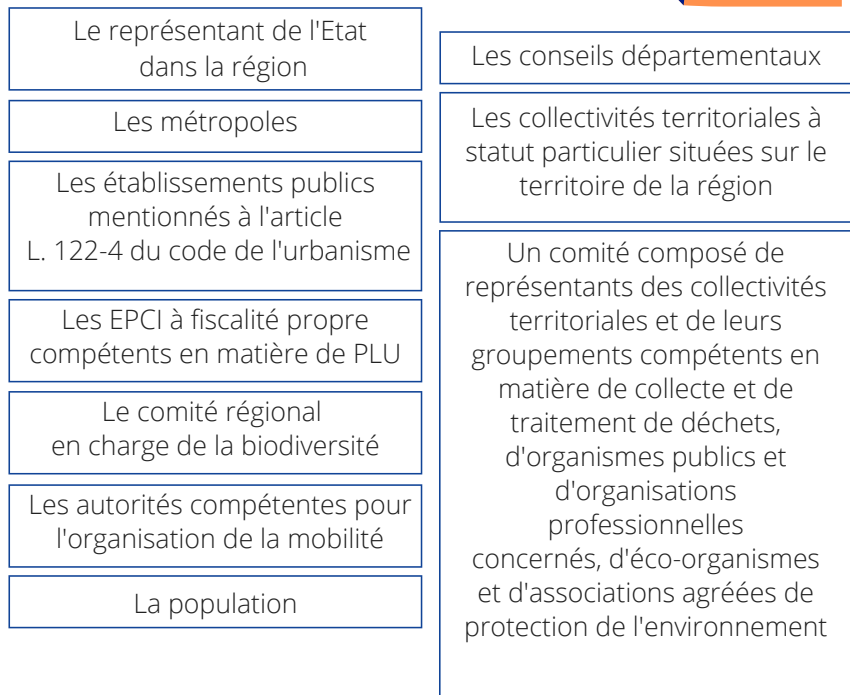 Le représentant de l'Etat
dans la région
Les métropoles
Les établissements publics
mentionnés à l'article
L. 122-4 du code de l'urbanisme
Les EPCI à fiscalité propre
compétents en matière de PLU
Le comité régional
en charge de la biodiversité
Les autorités compétentes pour
l'organisation de la mobilité
La population
Les conseils départementaux
Les collectivités territoriales à
statut particulier situées sur le
territoire de la région
Un comité composé de
représentants des collectivités
territoriales et de leurs
groupements compétents en
matière de collecte et de
traitement de déchets,
d'organismes publics et
d'organisations
professionnelles
concernés, d'éco-organismes
et d'associations agréées de
protection de l'environnement